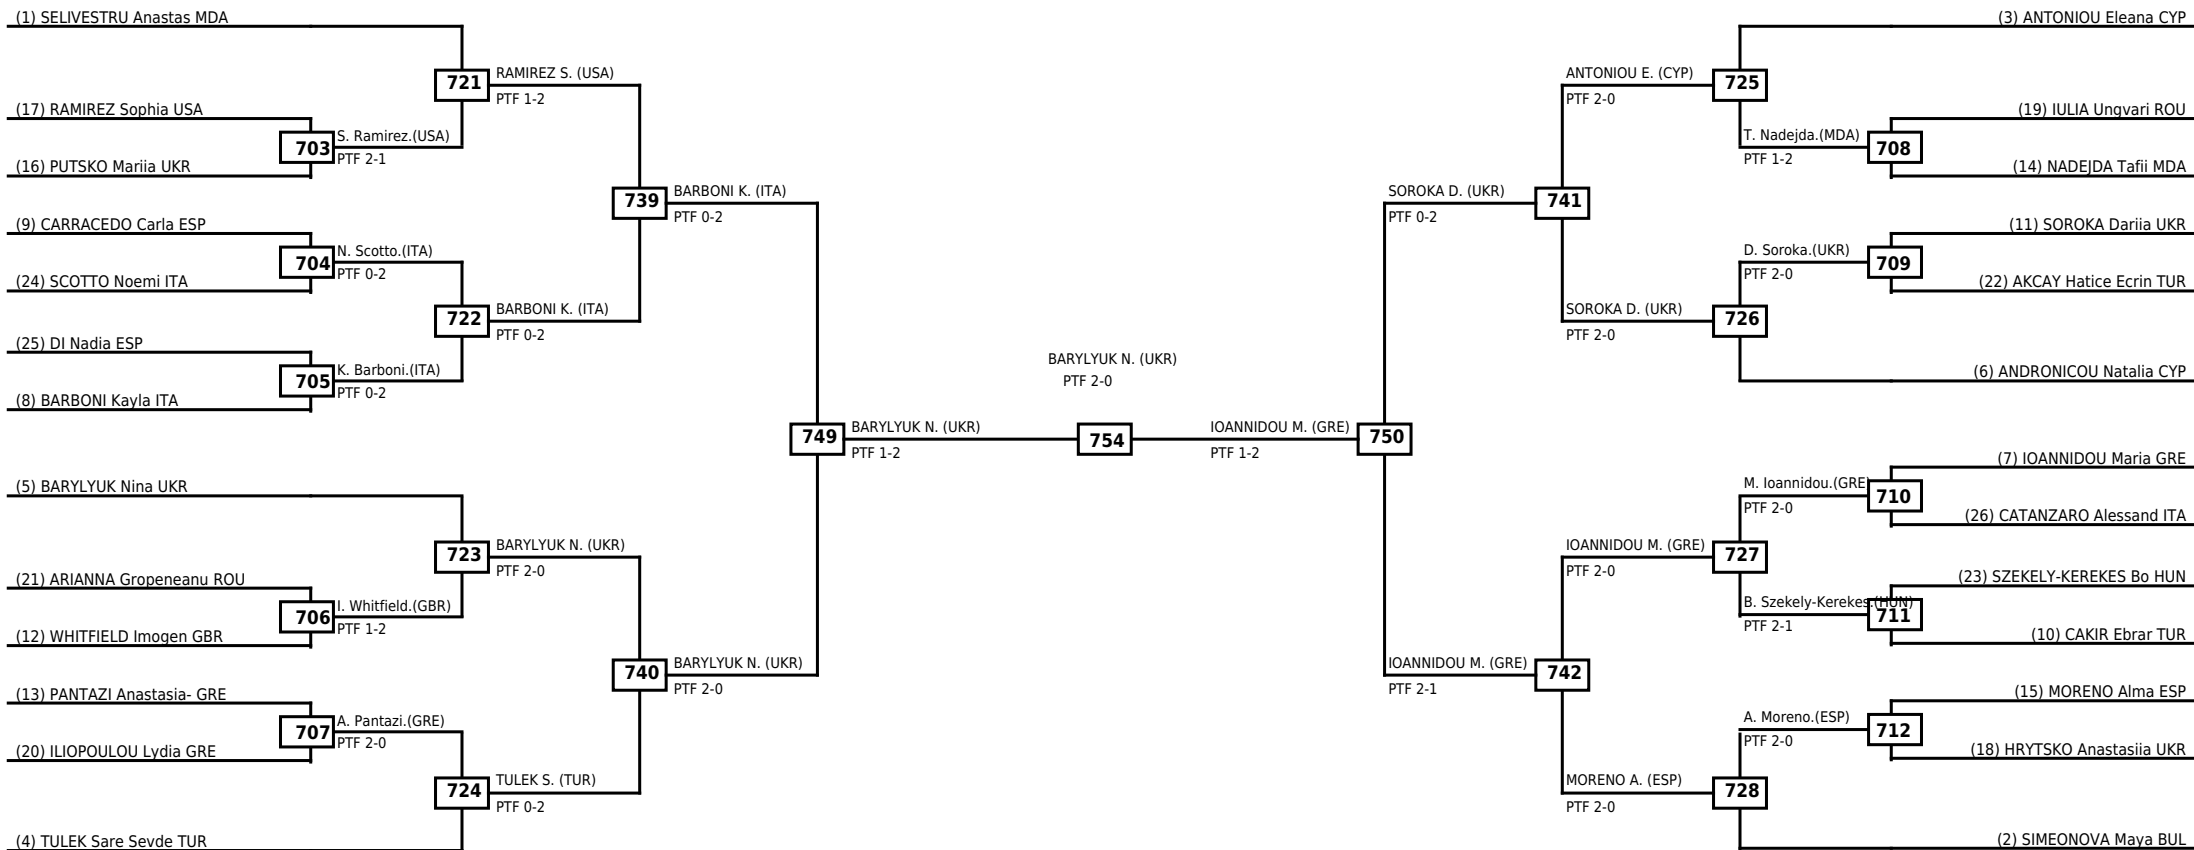 (1) SELIVESTRU Anastas MDA
721
RAMIREZ S. (USA)
PTF 1-2
(17) RAMIREZ Sophia USA
703
S. Ramirez.(USA)
PTF 2-1
(16) PUTSKO Mariia UKR
739
BARBONI K. (ITA)
PTF 0-2
(9) CARRACEDO Carla ESP
704
N. Scotto.(ITA)
PTF 0-2
(24) SCOTTO Noemi ITA
722
BARBONI K. (ITA)
PTF 0-2
(25) DI Nadia ESP
705
K. Barboni.(ITA)
PTF 0-2
(8) BARBONI Kayla ITA
749
BARYLYUK N. (UKR)
PTF 1-2
(5) BARYLYUK Nina UKR
723
BARYLYUK N. (UKR)
PTF 2-0
(21) ARIANNA Gropeneanu ROU
706
I. Whitfield.(GBR)
PTF 1-2
(12) WHITFIELD Imogen GBR
740
BARYLYUK N. (UKR)
PTF 2-0
(13) PANTAZI Anastasia- GRE
707
A. Pantazi.(GRE)
PTF 2-0
(20) ILIOPOULOU Lydia GRE
724
TULEK S. (TUR)
PTF 0-2
(4) TULEK Sare Sevde TUR
BARYLYUK N. (UKR)
PTF 2-0
754
(3) ANTONIOU Eleana CYP
ANTONIOU E. (CYP)
PTF 2-0
725
(19) IULIA Ungvari ROU
T. Nadejda.(MDA)
PTF 1-2
708
(14) NADEJDA Tafii MDA
SOROKA D. (UKR)
PTF 0-2
741
(11) SOROKA Dariia UKR
D. Soroka.(UKR)
PTF 2-0
709
(22) AKCAY Hatice Ecrin TUR
SOROKA D. (UKR)
PTF 2-0
726
(6) ANDRONICOU Natalia CYP
IOANNIDOU M. (GRE)
PTF 1-2
750
(7) IOANNIDOU Maria GRE
M. Ioannidou.(GRE)
PTF 2-0
710
(26) CATANZARO Alessand ITA
IOANNIDOU M. (GRE)
PTF 2-0
727
(23) SZEKELY-KEREKES Bo HUN
B. Szekely-Kerekes.(HUN)
PTF 2-1
711
(10) CAKIR Ebrar TUR
IOANNIDOU M. (GRE)
PTF 2-1
742
(15) MORENO Alma ESP
A. Moreno.(ESP)
PTF 2-0
712
(18) HRYTSKO Anastasiia UKR
MORENO A. (ESP)
PTF 2-0
728
(2) SIMEONOVA Maya BUL